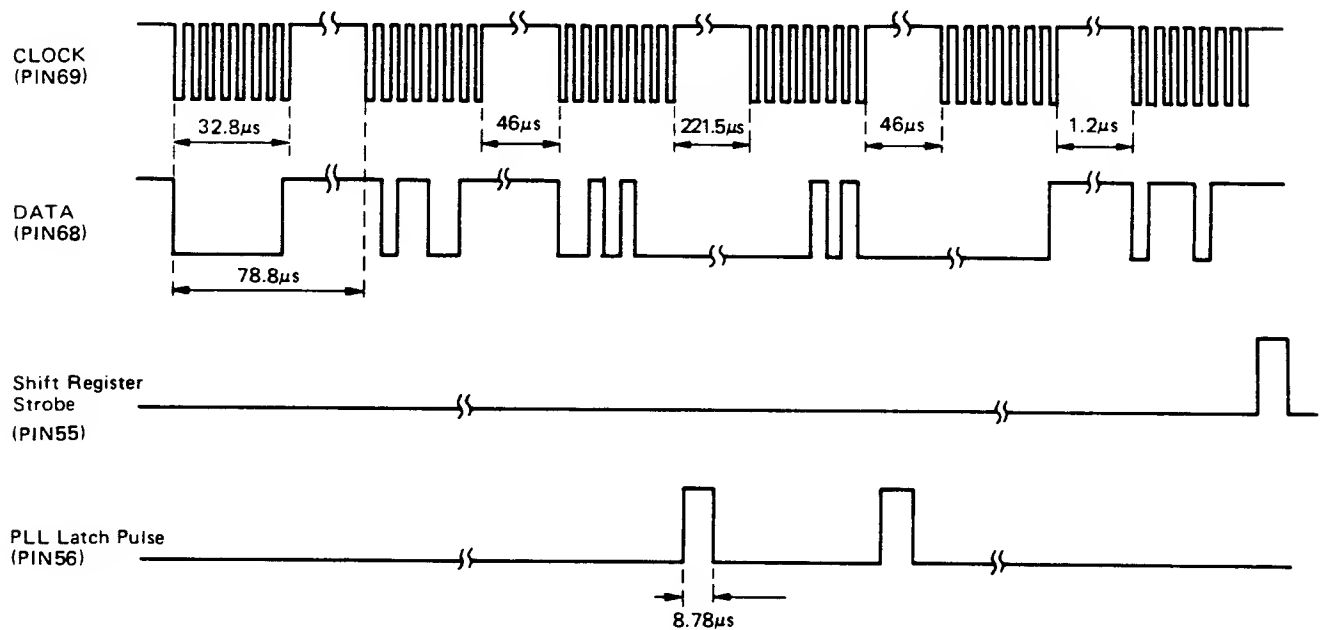 CLOCK
(PIN69)
32.8μs
46μs
221.5μs
46μs
1.2μs
DATA
(PIN68)
78.8μs
Shift Register
Strobe
(PIN55)
PLL Latch Pulse
(PIN56)
8.78μs